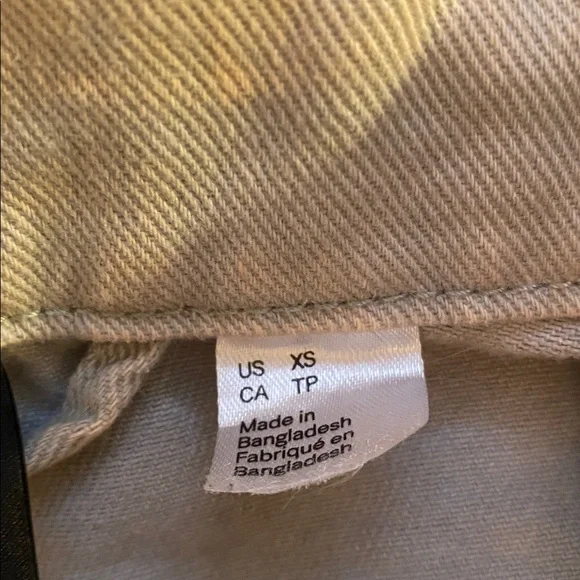 US XS
CA TP
Made in
Bangladesh
Fabriqué en
Bangladesh